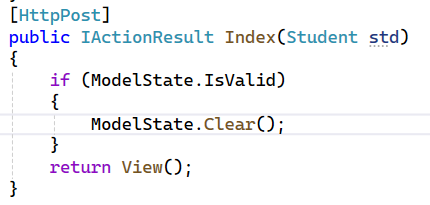 [HttpPost]
public IActionResult Index(Student std)
{
if (ModelState.IsValid)
{
ModelState.Clear();
}
return View();
}